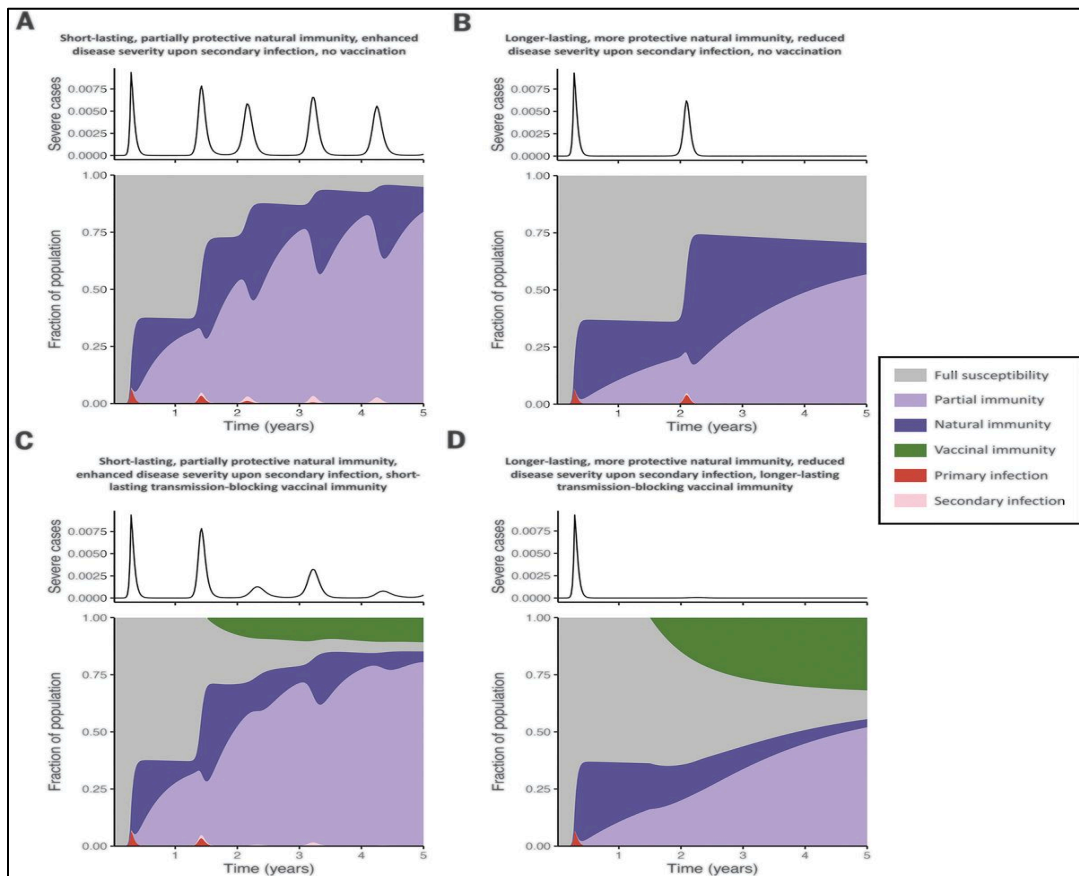 A
Short-lasting, partially protective natural immunity, enhanced
disease severity upon secondary infection, no vaccination
Severe cases
0.0075
0.0050
0.0025
0.0000
Fraction of population
1.00
0.75
0.50
0.25
0.00
1 2 3 4 5
Time (years)
B
Longer-lasting, more protective natural immunity, reduced
disease severity upon secondary infection, no vaccination
Severe cases
0.0075
0.0050
0.0025
0.0000
Fraction of population
1.00
0.75
0.50
0.25
0.00
1 2 3 4 5
Time (years)
Full susceptibility
Partial immunity
Natural immunity
Vaccinal immunity
Primary infection
Secondary infection
C
Short-lasting, partially protective natural immunity,
enhanced disease severity upon secondary infection, short-
lasting transmission-blocking vaccinal immunity
Severe cases
0.0075
0.0050
0.0025
0.0000
Fraction of population
1.00
0.75
0.50
0.25
0.00
1 2 3 4 5
Time (years)
D
Longer-lasting, more protective natural immunity, reduced
disease severity upon secondary infection, longer-lasting
transmission-blocking vaccinal immunity
Severe cases
0.0075
0.0050
0.0025
0.0000
Fraction of population
1.00
0.75
0.50
0.25
0.00
1 2 3 4 5
Time (years)